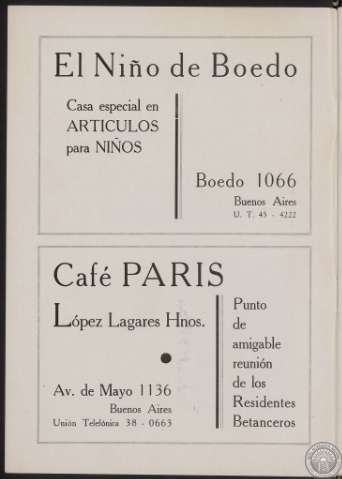 El Niño de Boedo
Casa especial en
ARTICULOS
para NIÑOS
Boedo 1066
Buenos Aires
U. T. 45 - 4222
Café PARIS
López Lagares Hnos.
Av. de Mayo 1136
Buenos Aires
Unión Telefónica 38 - 0663
Punto
de
amigable
reunión
de los
Residentes
Betanceros